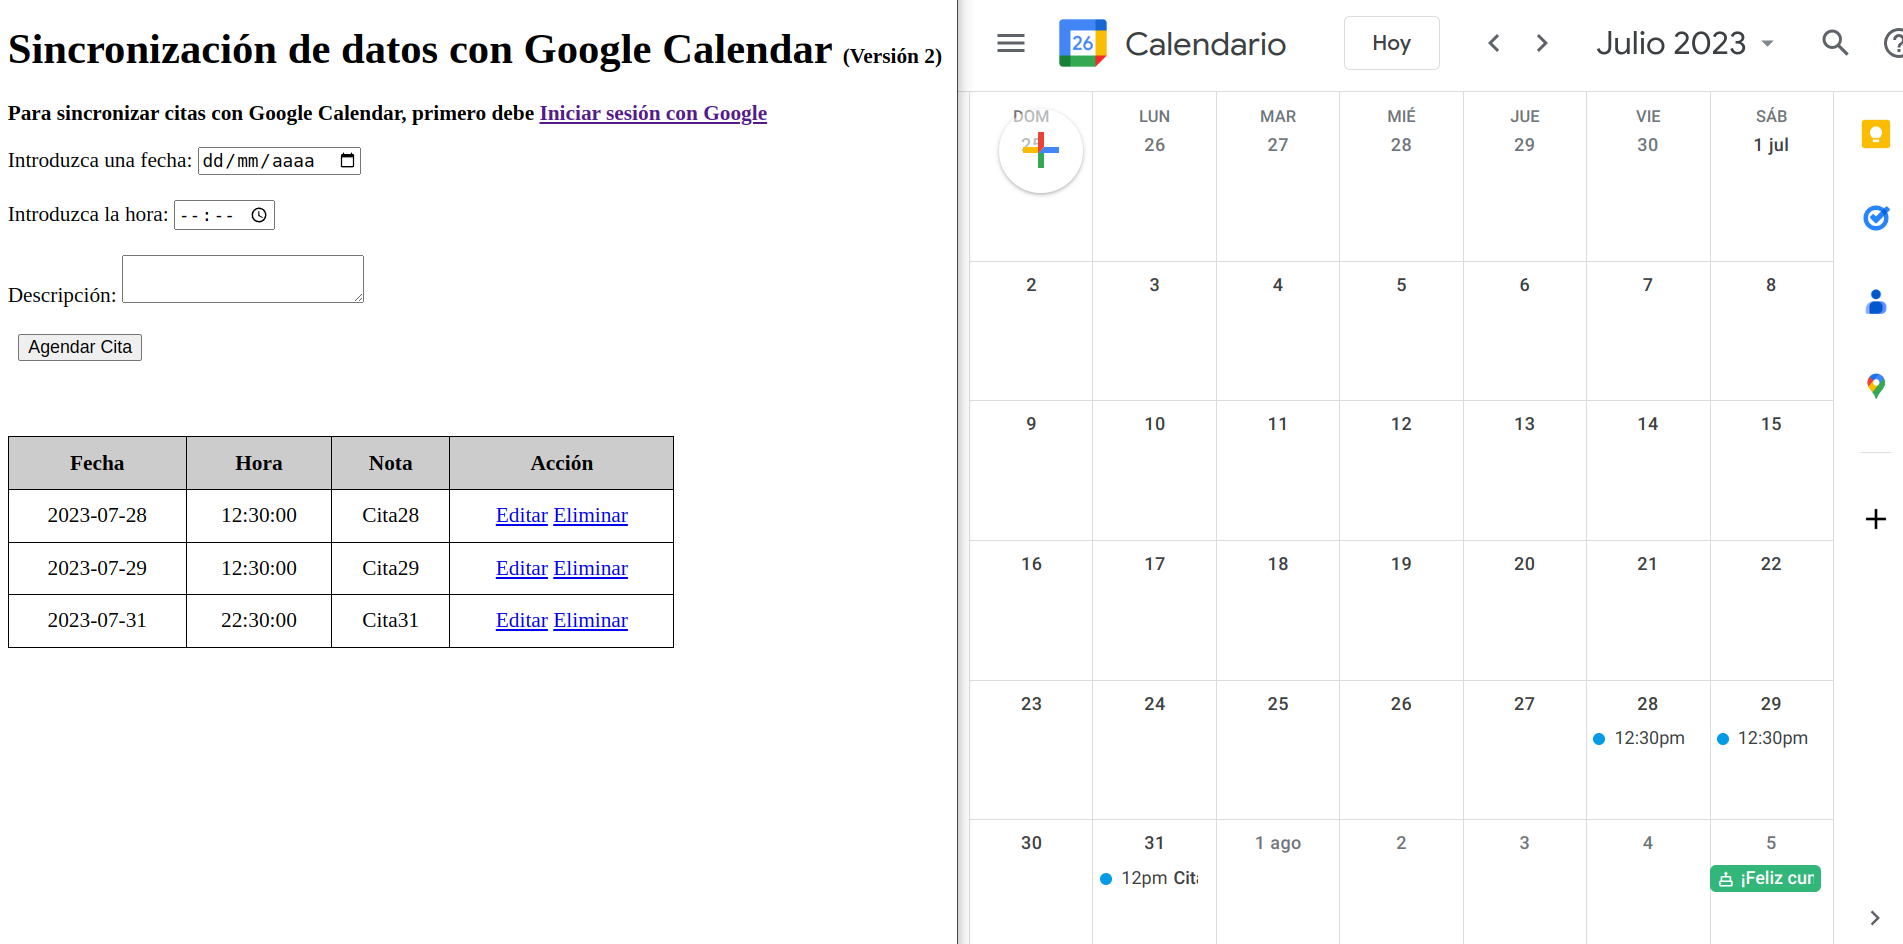 Sincronización de datos con Google Calendar (Versión 2)
Para sincronizar citas con Google Calendar, primero debe Iniciar sesión con Google
Introduzca una fecha: dd/mm/aaaa
Introduzca la hora: --:--
Descripción:
Agendar Cita
Fecha Hora Nota Acción
2023-07-28 12:30:00 Cita28 Editar Eliminar
2023-07-29 12:30:00 Cita29 Editar Eliminar
2023-07-31 22:30:00 Cita31 Editar Eliminar
26 Calendario Hoy Julio 2023
DOM LUN MAR MIÉ JUE VIE SÁB
25 26 27 28 29 30 1 jul
2 3 4 5 6 7 8
9 10 11 12 13 14 15
16 17 18 19 20 21 22
23 24 25 26 27 28 29
12:30pm 12:30pm
30 31 1 ago 2 3 4 5
12pm Cit ¡Feliz cur